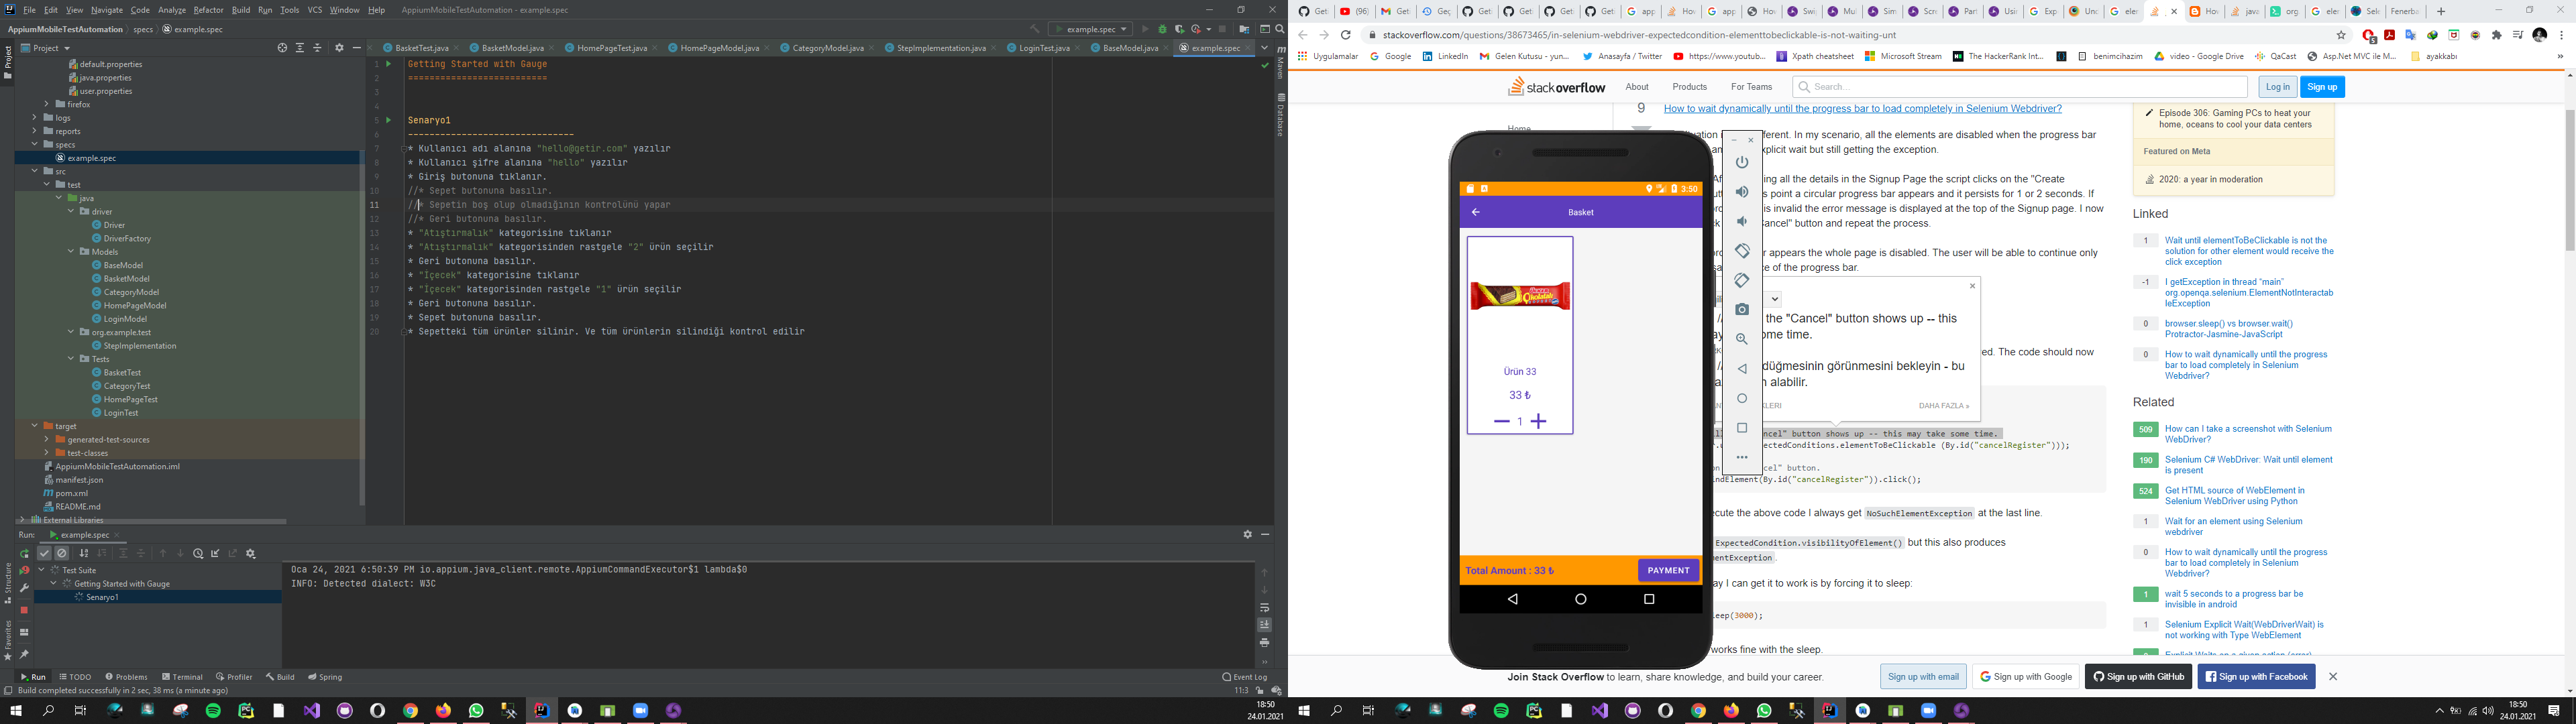 File Edit View Navigate Code Analyze Refactor Build Run Tools VCS Window Help AppiumMobileTestAutomation - example.spec
AppiumMobileTestAutomation specs example.spec
example.spec
Project
BasketTest.java BasketModel.java HomePageTest.java HomePageModel.java CategoryModel.java StepImplementation.java LoginTest.java BaseModel.java example.spec
default.properties
java.properties
user.properties
firefox
logs
reports
specs
example.spec
src
test
java
driver
Driver
DriverFactory
Models
BaseModel
BasketModel
CategoryModel
HomePageModel
LoginModel
org.example.test
StepImplementation
Tests
BasketTest
CategoryTest
HomePageTest
LoginTest
target
generated-test-sources
test-classes
AppiumMobileTestAutomation.iml
manifest.json
pom.xml
README.md
External Libraries
1 Getting Started with Gauge
2 ==========================
3
4
5 Senaryo1
6 -------------------------------
7 * Kullanıcı adı alanına "hello@getir.com" yazılır
8 * Kullanıcı şifre alanına "hello" yazılır
9 * Giriş butonuna tıklanır.
10 //* Sepet butonuna basılır.
11 //* Sepetin boş olup olmadığının kontrolünü yapar
12 //* Geri butonuna basılır.
13 * "Atıştırmalık" kategorisine tıklanır
14 * "Atıştırmalık" kategorisinden rastgele "2" ürün seçilir
15 * Geri butonuna basılır.
16 * "İçecek" kategorisine tıklanır
17 * "İçecek" kategorisinden rastgele "1" ürün seçilir
18 * Geri butonuna basılır.
19 * Sepet butonuna basılır.
20 * Sepetteki tüm ürünler silinir. Ve tüm ürünlerin silindiği kontrol edilir
Maven
Database
Structure
Favorites
Run: example.spec
Test Suite
Getting Started with Gauge
Senaryo1
Oca 24, 2021 6:50:39 PM io.appium.java_client.remote.AppiumCommandExecutor$1 lambda$0
INFO: Detected dialect: W3C
Run TODO Problems Terminal Profiler Build Spring Event Log
Build completed successfully in 2 sec, 38 ms (a minute ago) 11:3
18:50
24.01.2021
stackoverflow.com/questions/38673465/in-selenium-webdriver-expectedcondition-elementtobeclickable-is-not-waiting-unt
Uygulamalar Google LinkedIn Gelen Kutusu - yun... Anasayfa / Twitter https://www.youtub... Xpath cheatsheet Microsoft Stream The HackerRank Int... benimcihazim video - Google Drive QaCast Asp.Net MVC ile M... ayakkabı
stackoverflow About Products For Teams Search... Log in Sign up
Home
9 How to wait dynamically until the progress bar to load completely in Selenium Webdriver?
fferent. In my scenario, all the elements are disabled when the progress bar
xplicit wait but still getting the exception.
ing all the details in the Signup Page the script clicks on the "Create
s point a circular progress bar appears and it persists for 1 or 2 seconds. If
is invalid the error message is displayed at the top of the Signup page. I now
Cancel" button and repeat the process.
r appears the whole page is disabled. The user will be able to continue only
te of the progress bar.
the "Cancel" button shows up -- this
ome time.
düğmesinin görünmesini bekleyin - bu
alabilir.
DAHA FAZLA »
ed. The code should now
ncel" button shows up -- this may take some time.
ectedConditions.elementToBeClickable (By.id("cancelRegister")));
cel" button.
indElement(By.id("cancelRegister")).click();
ecute the above code I always get NoSuchElementException at the last line.
ExpectedCondition.visibilityOfElement() but this also produces
mentException.
ay I can get it to work is by forcing it to sleep:
leep(3000);
works fine with the sleep.
3:50
Basket
Ürün 33
33 ₺
1
Total Amount : 33 ₺ PAYMENT
Episode 306: Gaming PCs to heat your
home, oceans to cool your data centers
Featured on Meta
2020: a year in moderation
Linked
1 Wait until elementToBeClickable is not the
solution for other element would receive the
click exception
-1 I getException in thread "main"
org.openqa.selenium.ElementNotInteractab
leException
0 browser.sleep() vs browser.wait()
Protractor-Jasmine-JavaScript
0 How to wait dynamically until the progress
bar to load completely in Selenium
Webdriver?
Related
509 How can I take a screenshot with Selenium
WebDriver?
190 Selenium C# WebDriver: Wait until element
is present
524 Get HTML source of WebElement in
Selenium WebDriver using Python
1 Wait for an element using Selenium
webdriver
0 How to wait dynamically until the progress
bar to load completely in Selenium
Webdriver?
1 wait 5 seconds to a progress bar be
invisible in android
1 Selenium Explicit Wait(WebDriverWait) is
not working with Type WebElement
Join Stack Overflow to learn, share knowledge, and build your career. Sign up with email Sign up with Google Sign up with GitHub Sign up with Facebook
18:50
24.01.2021